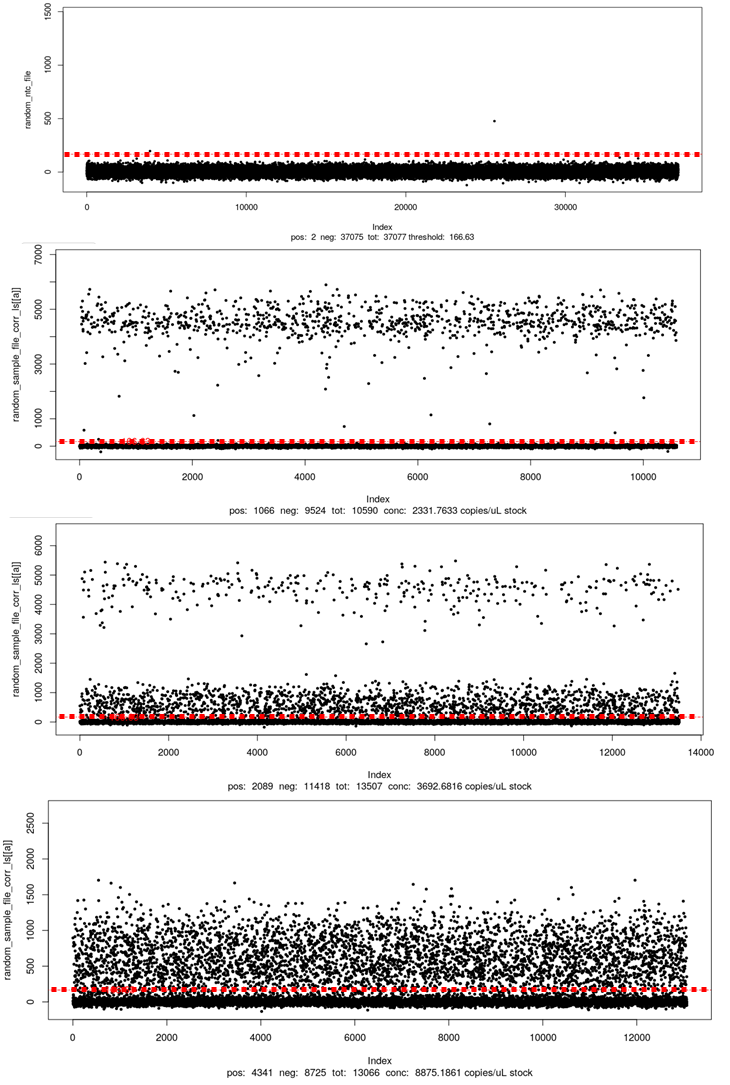 random_ntc_file
1500
1000
500
0
0 10000 20000 30000
Index
pos: 2 neg: 37075 tot: 37077 threshold: 166.63
random_sample_file_corr_ls[[a]]
7000
5000
3000
1000
0
166.63
0 2000 4000 6000 8000 10000
Index
pos: 1066 neg: 9524 tot: 10590 conc: 2331.7633 copies/uL stock
random_sample_file_corr_ls[[a]]
6000
5000
4000
3000
2000
1000
0
0 2000 4000 6000 8000 10000 12000 14000
Index
pos: 2089 neg: 11418 tot: 13507 conc: 3692.6816 copies/uL stock
random_sample_file_corr_ls[[a]]
2500
2000
1500
1000
500
0
0 2000 4000 6000 8000 10000 12000
Index
pos: 4341 neg: 8725 tot: 13066 conc: 8875.1861 copies/uL stock